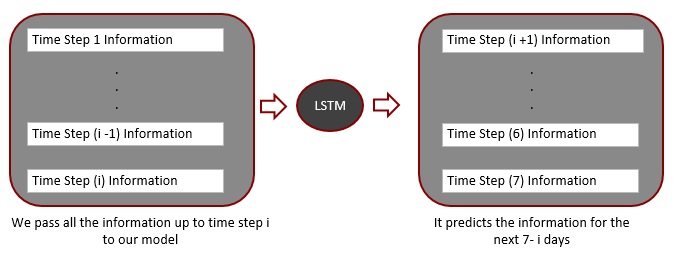 Time Step 1 Information
.
.
.
Time Step (i -1) Information
Time Step (i) Information
We pass all the information up to time step i
to our model
LSTM
Time Step (i +1) Information
.
.
.
Time Step (6) Information
Time Step (7) Information
It predicts the information for the
next 7- i days